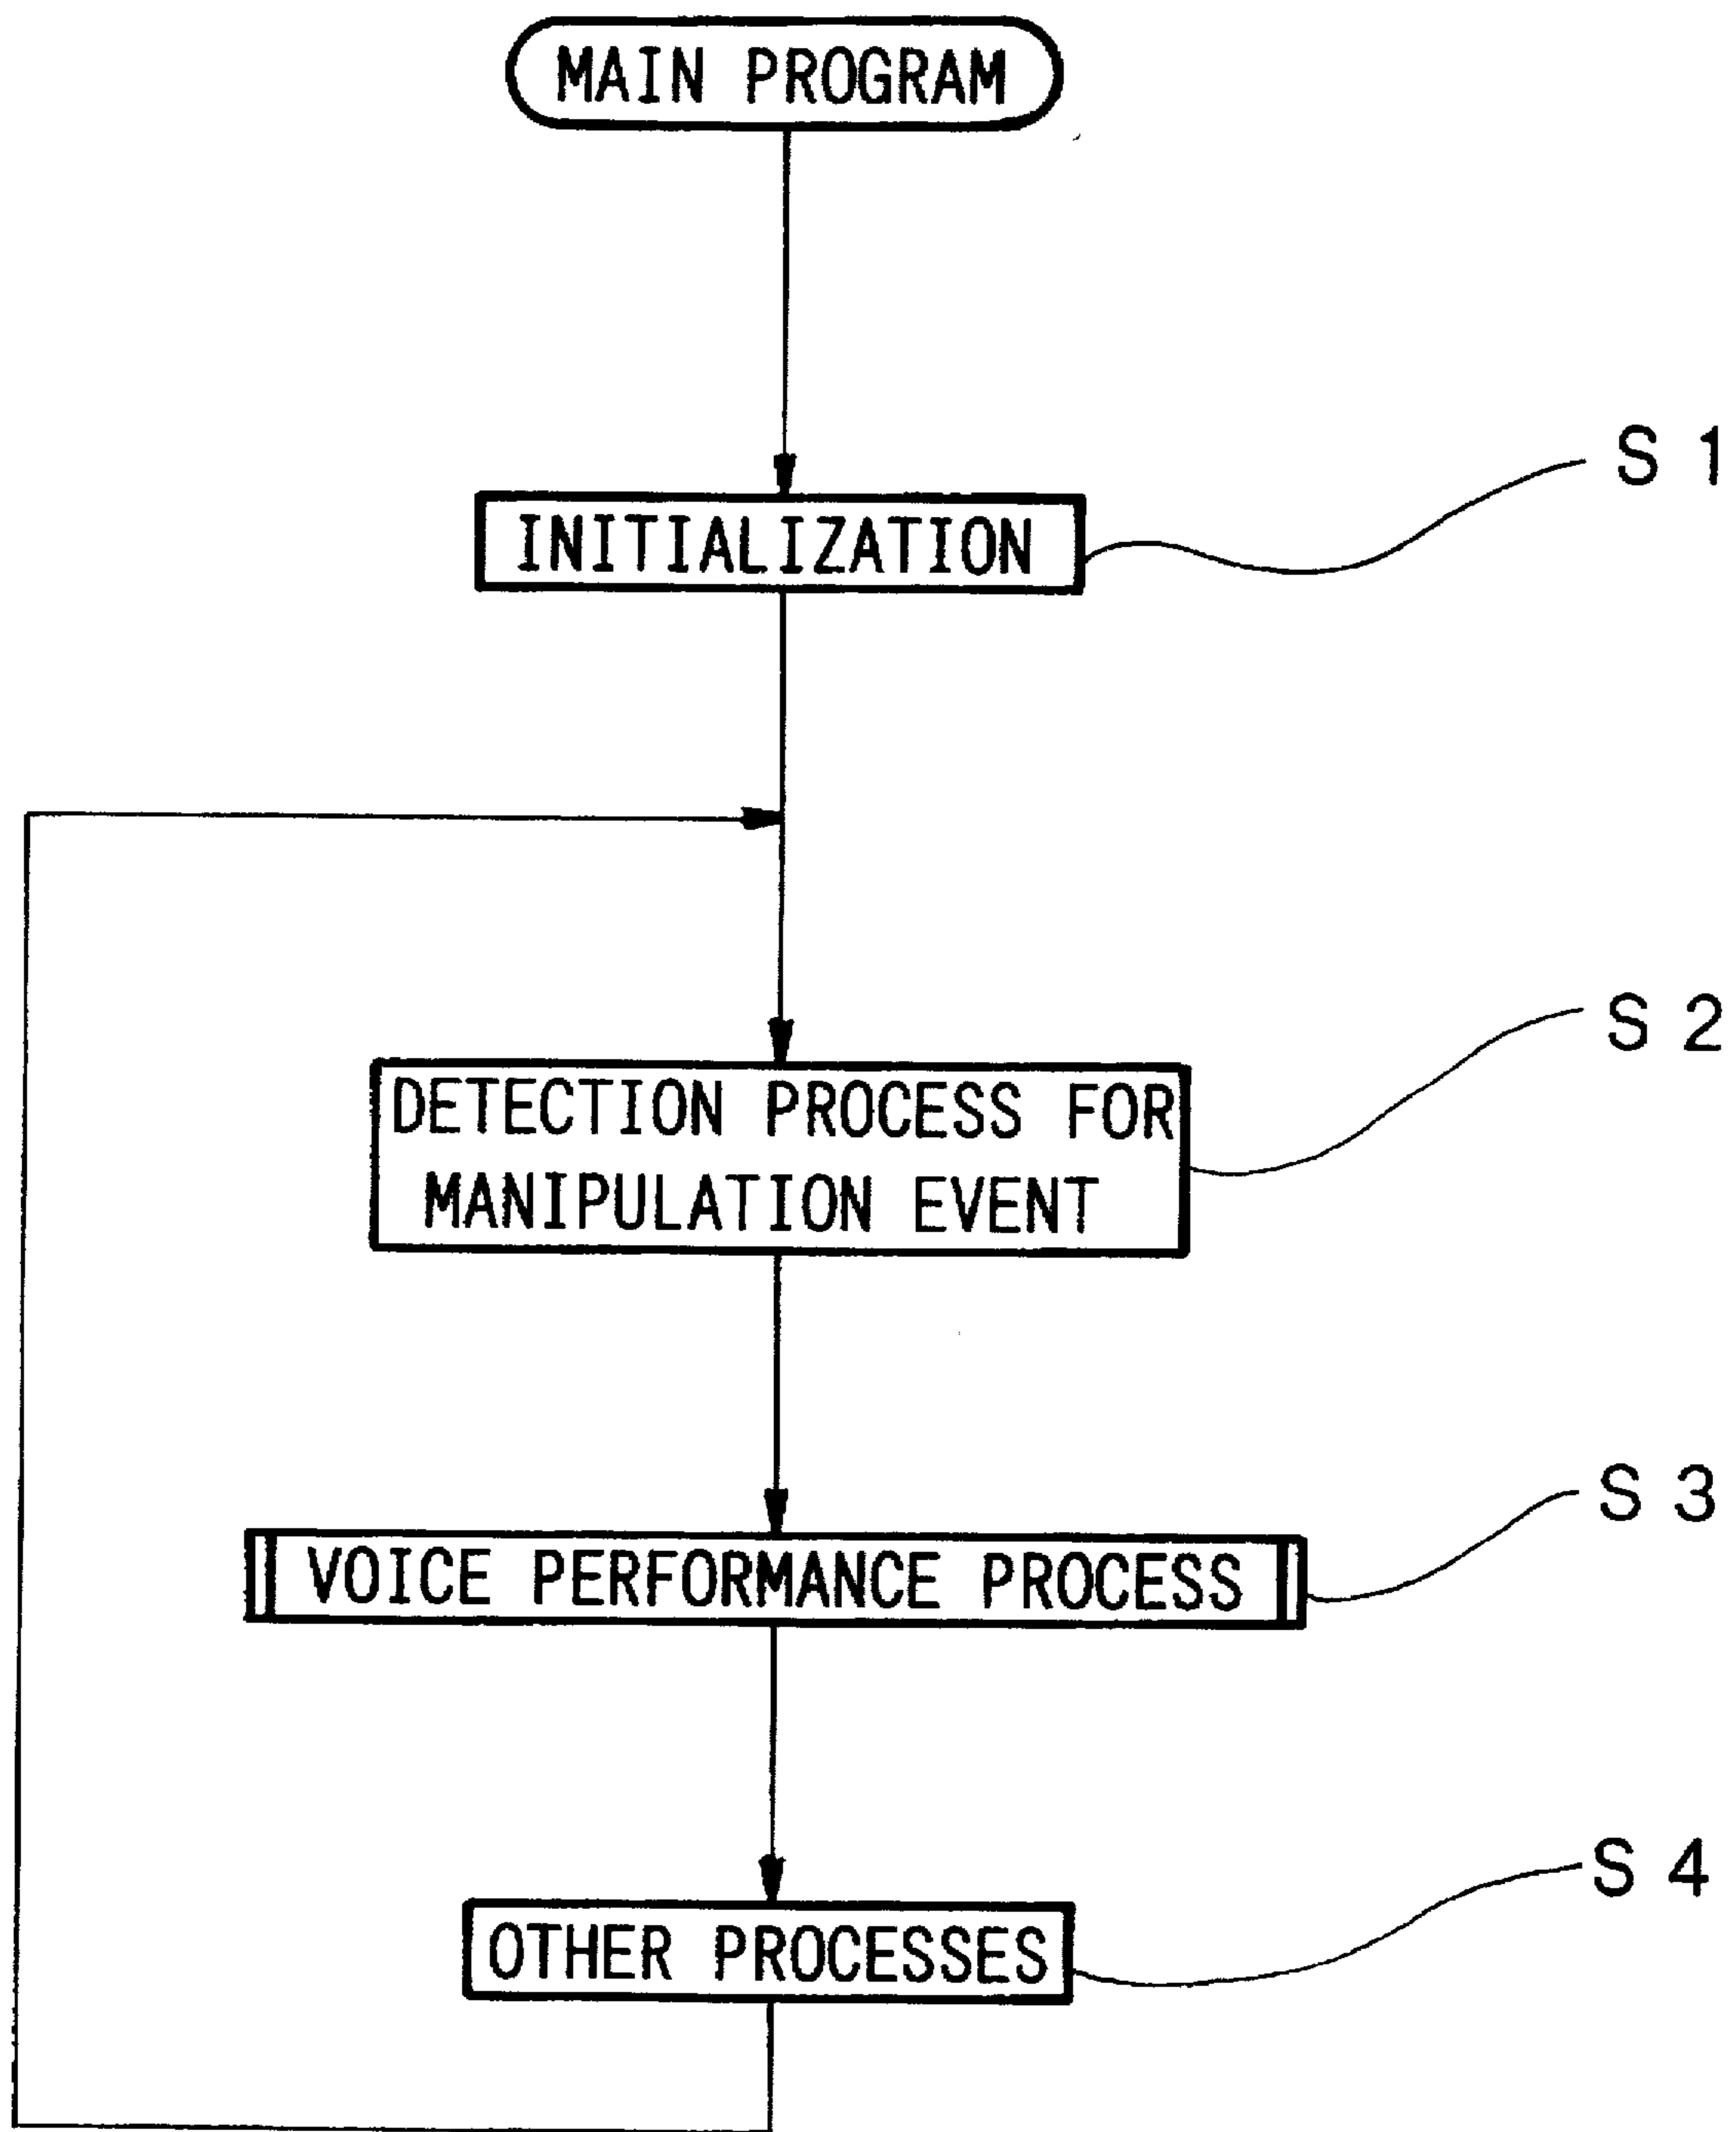 MAIN PROGRAM
S 1
INITIALIZATION
S 2
DETECTION PROCESS FOR
MANIPULATION EVENT
S 3
VOICE PERFORMANCE PROCESS
S 4
OTHER PROCESSES